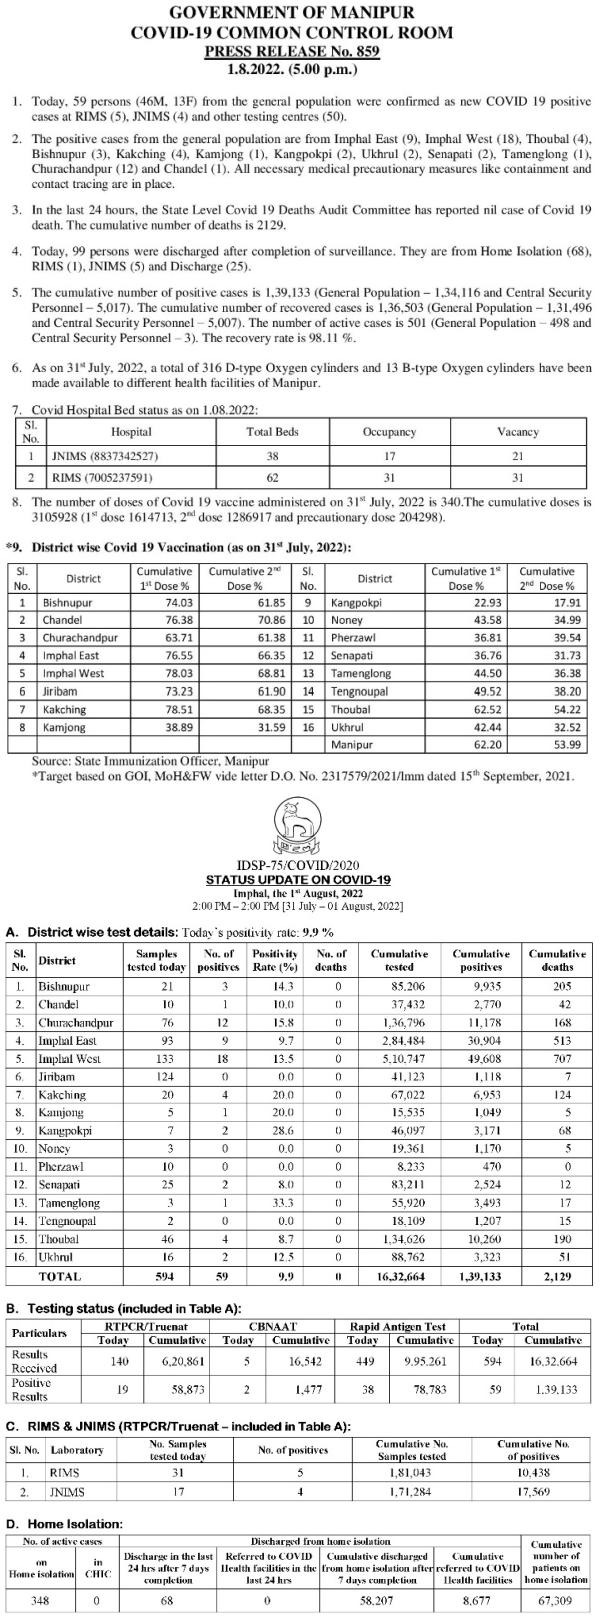 GOVERNMENT OF MANIPUR
COVID-19 COMMON CONTROL ROOM
PRESS RELEASE No. 859
1.8.2022. (5.00 p.m.)
1. Today, 59 persons (46M, 13F) from the general population were confirmed as new COVID 19 positive
cases at RIMS (5), JNIMS (4) and other testing centres (50).
2. The positive cases from the general population are from Imphal East (9), Imphal West (18), Thoubal (4),
Bishnupur (3), Kakching (4), Kamjong (1), Kangpokpi (2), Ukhrul (2), Senapati (2), Tamenglong (1),
Churachandpur (12) and Chandel (1). All necessary medical precautionary measures like containment and
contact tracing are in place.
3. In the last 24 hours, the State Level Covid 19 Deaths Audit Committee has reported nil case of Covid 19
death. The cumulative number of deaths is 2129.
4. Today, 99 persons were discharged after completion of surveillance. They are from Home Isolation (68),
RIMS (1), JNIMS (5) and Discharge (25).
5. The cumulative number of positive cases is 1,39,133 (General Population – 1,34,116 and Central Security
Personnel – 5,017). The cumulative number of recovered cases is 1,36,503 (General Population – 1,31,496
and Central Security Personnel – 5,007). The number of active cases is 501 (General Population – 498 and
Central Security Personnel – 3). The recovery rate is 98.11 %.
6. As on 31st July, 2022, a total of 316 D-type Oxygen cylinders and 13 B-type Oxygen cylinders have been
made available to different health facilities of Manipur.
7. Covid Hospital Bed status as on 1.08.2022:
Sl. No. Hospital Total Beds Occupancy Vacancy
1 JNIMS (8837342527) 38 17 21
2 RIMS (7005237591) 62 31 31
8. The number of doses of Covid 19 vaccine administered on 31st July, 2022 is 340.The cumulative doses is
3105928 (1st dose 1614713, 2nd dose 1286917 and precautionary dose 204298).
*9. District wise Covid 19 Vaccination (as on 31st July, 2022):
Sl. No. District Cumulative 1st Dose % Cumulative 2nd Dose % Sl. No. District Cumulative 1st Dose % Cumulative 2nd Dose %
1 Bishnupur 74.03 61.85 9 Kangpokpi 22.93 17.91
2 Chandel 76.38 70.86 10 Noney 43.58 34.99
3 Churachandpur 63.71 61.38 11 Pherzawl 36.81 39.54
4 Imphal East 76.55 66.35 12 Senapati 36.76 31.73
5 Imphal West 78.03 68.81 13 Tamenglong 44.50 36.38
6 Jiribam 73.23 61.90 14 Tengnoupal 49.52 38.20
7 Kakching 78.51 68.35 15 Thoubal 62.52 54.22
8 Kamjong 38.89 31.59 16 Ukhrul 42.44 32.52
Manipur 62.20 53.99
Source: State Immunization Officer, Manipur
*Target based on GOI, MoH&FW vide letter D.O. No. 2317579/2021/Imm dated 15th September, 2021.
IDSP-75/COVID/2020
STATUS UPDATE ON COVID-19
Imphal, the 1st August, 2022
2:00 PM – 2:00 PM [31 July – 01 August, 2022]
A. District wise test details: Today's positivity rate: 9.9 %
Sl. No. District Samples tested today No. of positives Positivity Rate (%) No. of deaths Cumulative tested Cumulative positives Cumulative deaths
1. Bishnupur 21 3 14.3 0 85,206 9,935 205
2. Chandel 10 1 10.0 0 37,432 2,770 42
3. Churachandpur 76 12 15.8 0 1,36,796 11,178 168
4. Imphal East 93 9 9.7 0 2,84,484 30,904 513
5. Imphal West 133 18 13.5 0 5,10,747 49,608 707
6. Jiribam 124 0 0.0 0 41,123 1,118 7
7. Kakching 20 4 20.0 0 67,022 6,953 124
8. Kamjong 5 1 20.0 0 15,535 1,049 5
9. Kangpokpi 7 2 28.6 0 46,097 3,171 68
10. Noney 3 0 0.0 0 19,361 1,170 5
11. Pherzawl 10 0 0.0 0 8,233 470 0
12. Senapati 25 2 8.0 0 83,211 2,524 12
13. Tamenglong 3 1 33.3 0 55,920 3,493 17
14. Tengnoupal 2 0 0.0 0 18,109 1,207 15
15. Thoubal 46 4 8.7 0 1,34,626 10,260 190
16. Ukhrul 16 2 12.5 0 88,762 3,323 51
TOTAL 594 59 9.9 0 16,32,664 1,39,133 2,129
B. Testing status (included in Table A):
Particulars RTPCR/Truenat CBNAAT Rapid Antigen Test Total
Today Cumulative Today Cumulative Today Cumulative Today Cumulative
Results Received 140 6,20,861 5 16,542 449 9,95,261 594 16,32,664
Positive Results 19 58,873 2 1,477 38 78,783 59 1,39,133
C. RIMS & JNIMS (RTPCR/Truenat – included in Table A):
Sl. No. Laboratory No. Samples tested today No. of positives Cumulative No. Samples tested Cumulative No. of positives
1. RIMS 31 5 1,81,043 10,438
2. JNIMS 17 4 1,71,284 17,569
D. Home Isolation:
No. of active cases Discharged from home isolation Cumulative number of patients on home isolation
on Home isolation in CHIC Discharge in the last 24 hrs after 7 days completion Referred to COVID Health facilities in the last 24 hrs Cumulative discharged from home isolation after 7 days completion Cumulative referred to COVID Health facilities
348 0 68 0 58,207 8,677 67,309